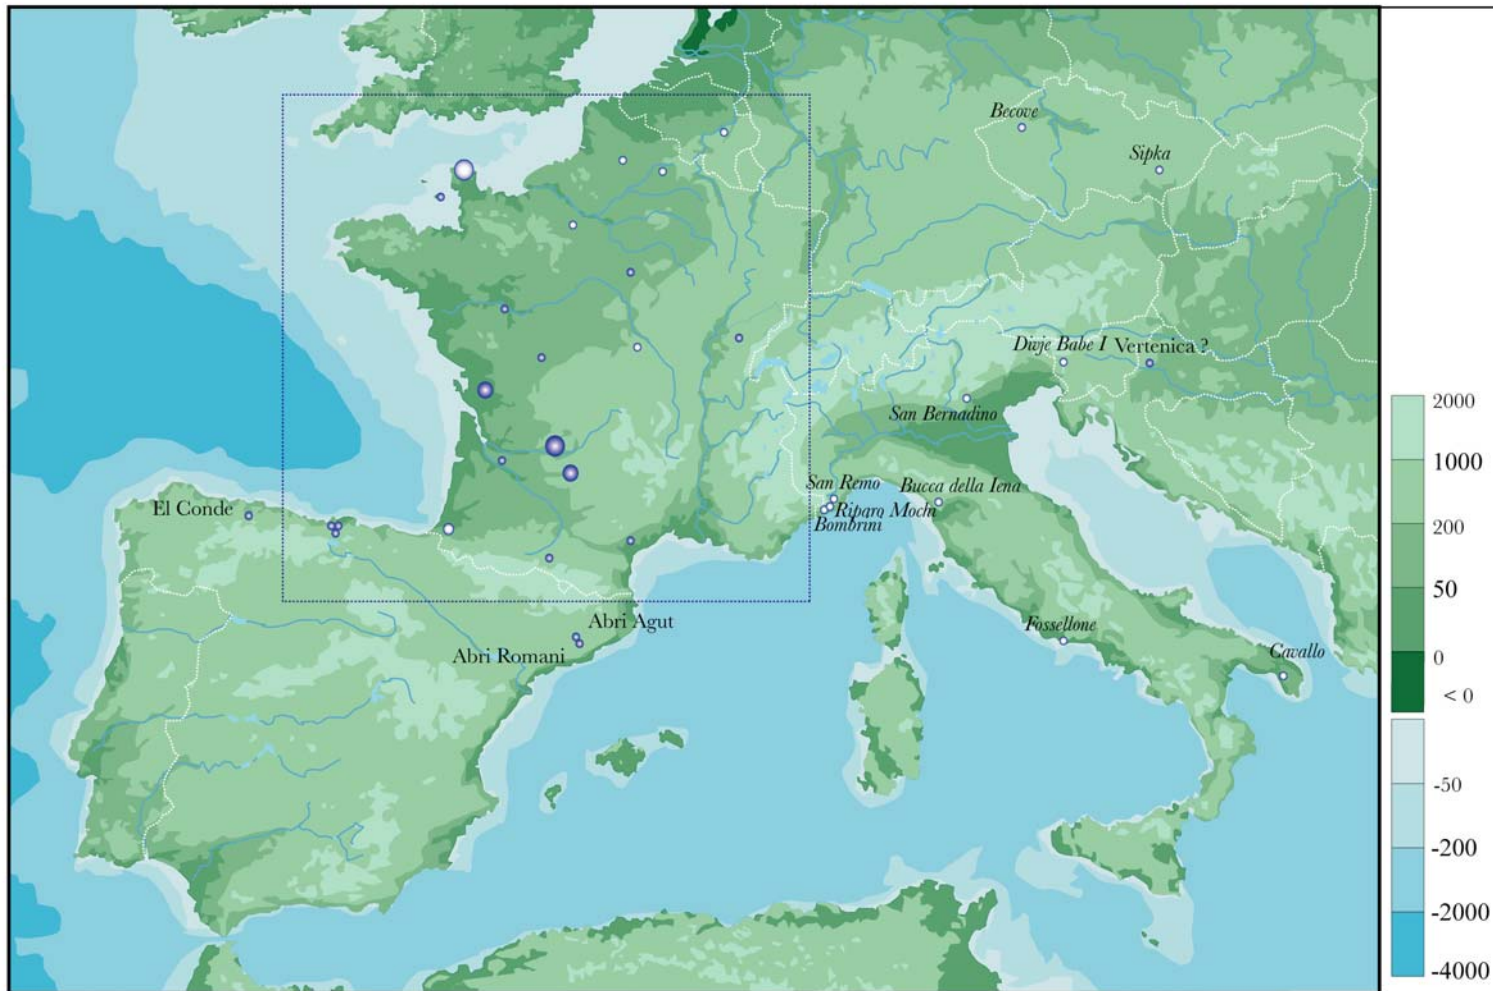 Becove
Sipka
Divje Babe I
Vertenica ?
San Bernadino
San Remo
Bucca della Iena
Riparo Mochi
Bombrini
El Conde
Abri Agut
Abri Romani
Fossellone
Cavallo
2000
1000
200
50
0
< 0
-50
-200
-2000
-4000